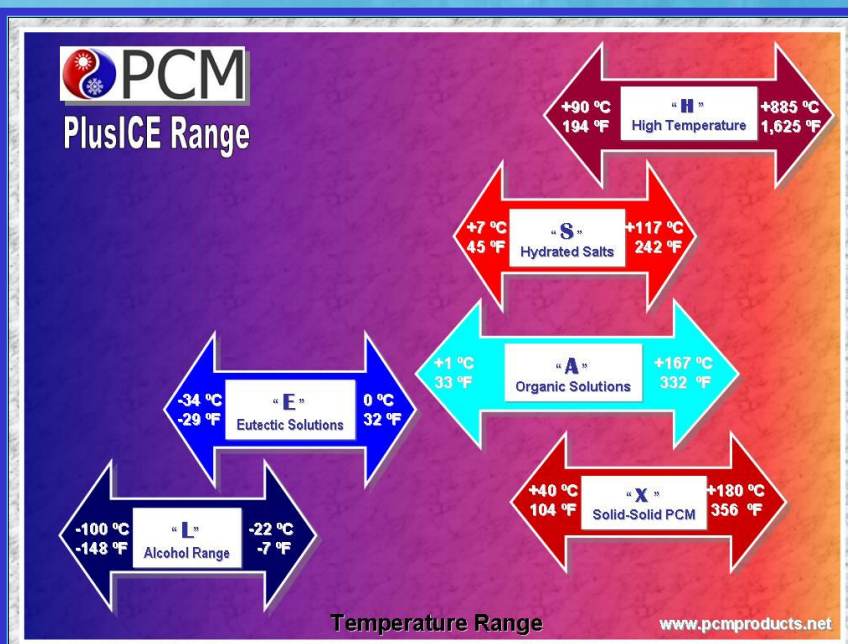 PCM
PlusICE Range
+90 ºC
194 ºF
“ H ”
High Temperature
+885 ºC
1,625 ºF
+7 ºC
45 ºF
“ S ”
Hydrated Salts
+117 ºC
242 ºF
+1 ºC
33 ºF
“ A ”
Organic Solutions
+167 ºC
332 ºF
-34 ºC
-29 ºF
“ E ”
Eutectic Solutions
0 ºC
32 ºF
+40 ºC
104 ºF
“ X ”
Solid-Solid PCM
+180 ºC
356 ºF
-100 ºC
-148 ºF
“ L ”
Alcohol Range
-22 ºC
-7 ºF
Temperature Range
www.pcmproducts.net